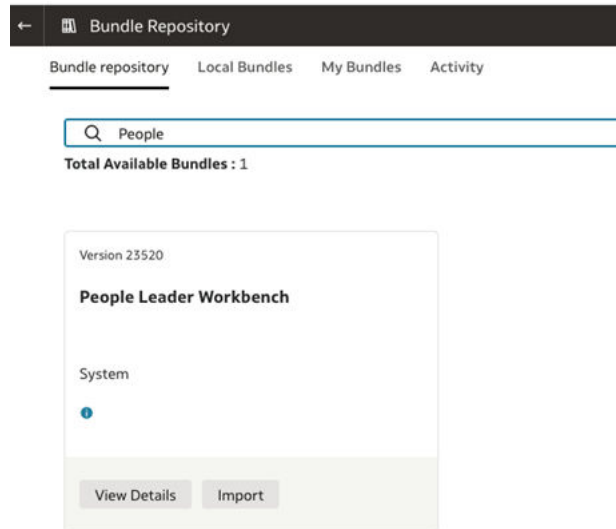 Bundle Repository
Bundle repository Local Bundles My Bundles Activity
People
Total Available Bundles : 1
Version 23520
People Leader Workbench
System
View Details Import